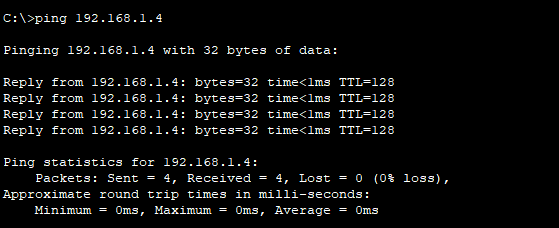 C:\>ping 192.168.1.4
Pinging 192.168.1.4 with 32 bytes of data:
Reply from 192.168.1.4: bytes=32 time<1ms TTL=128
Reply from 192.168.1.4: bytes=32 time<1ms TTL=128
Reply from 192.168.1.4: bytes=32 time<1ms TTL=128
Reply from 192.168.1.4: bytes=32 time<1ms TTL=128
Ping statistics for 192.168.1.4:
    Packets: Sent = 4, Received = 4, Lost = 0 (0% loss),
Approximate round trip times in milli-seconds:
    Minimum = 0ms, Maximum = 0ms, Average = 0ms